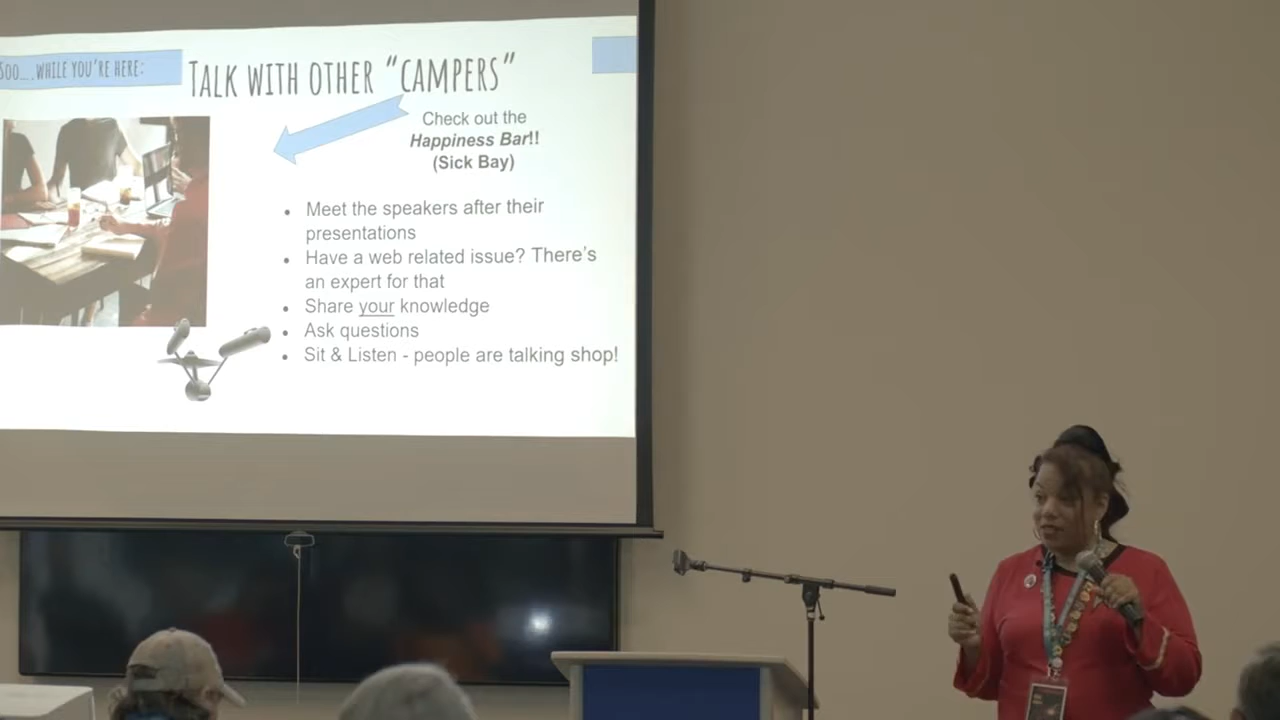 SOO....WHILE YOU'RE HERE:
TALK WITH OTHER "CAMPERS"
Check out the
Happiness Bar!!
(Sick Bay)
• Meet the speakers after their
presentations
• Have a web related issue? There's
an expert for that
• Share your knowledge
• Ask questions
• Sit & Listen - people are talking shop!